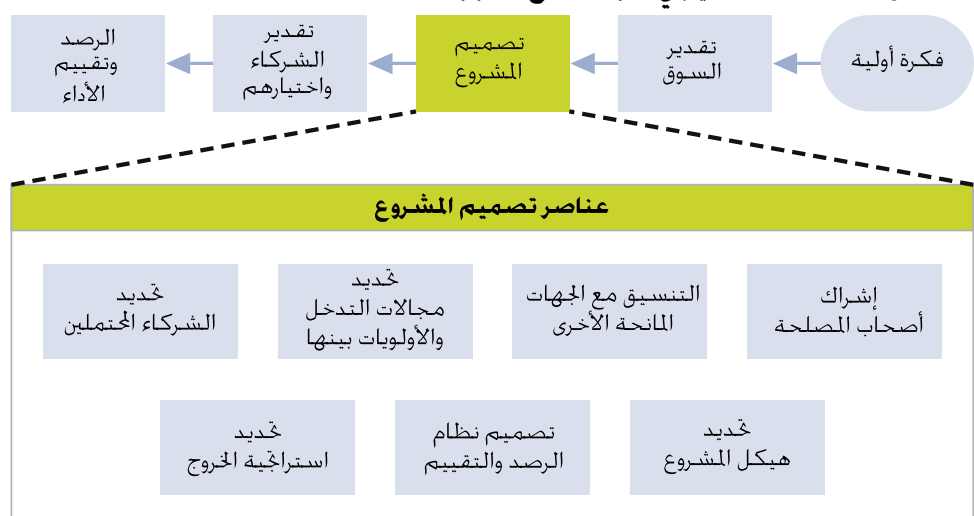 فكرة أولية
تقدير
السوق
تصميم
المشروع
تقدير
الشركاء
واختيارهم
الرصد
وتقييم
الأداء
عناصر تصميم المشروع
إشراك
أصحاب المصلحة
التنسيق مع الجهات
المانحة الأخرى
تحديد
مجالات التدخل
والأولويات بينها
تحديد
الشركاء المحتملين
تحديد
هيكل المشروع
تصميم نظام
الرصد والتقييم
تحديد
استراتجية الخروج